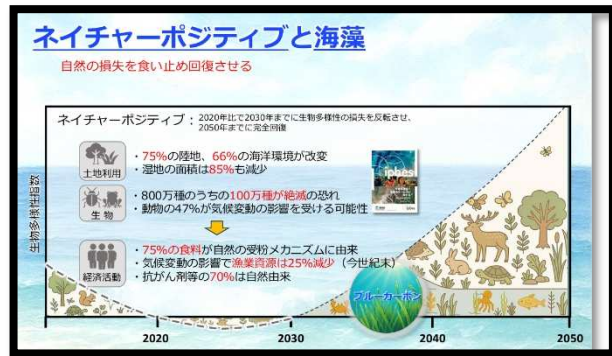 ネイチャーポジティブと海藻
自然の損失を食い止め回復させる
ネイチャーポジティブ：2020年比で2030年までに生物多様性の損失を反転させ、
2050年までに完全回復
土地利用
・75%の陸地、66%の海洋環境が改変
・湿地の面積は85%も減少
生物
・800万種のうちの100万種が絶滅の恐れ
・動物の47%が気候変動の影響を受ける可能性
経済活動
・75%の食料が自然の受粉メカニズムに由来
・気候変動の影響で漁業資源は25%減少（今世紀末）
・抗がん剤等の70%は自然由来
ipbes
ブルーカーボン
生物多様性指数
2020
2030
2040
2050